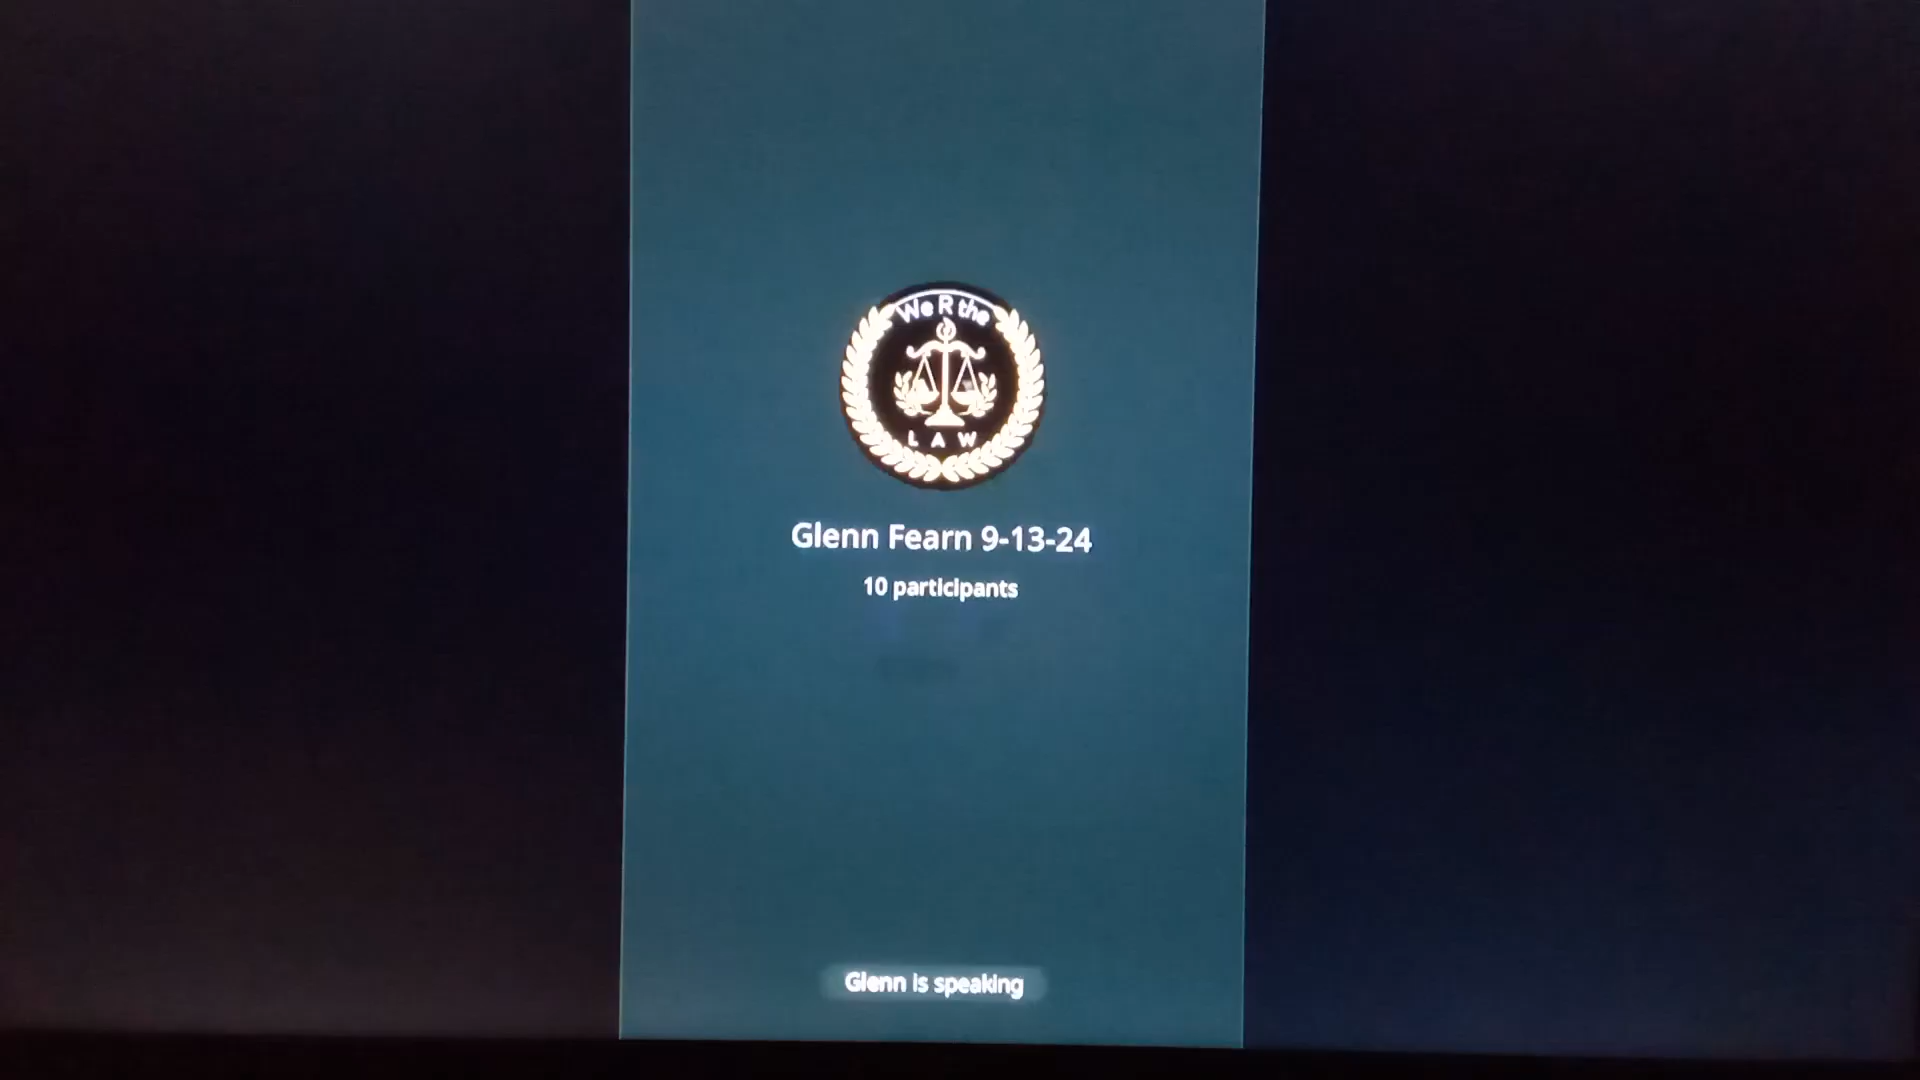 We R the
LAW
Glenn Fearn 9-13-24
10 participants
Glenn is speaking